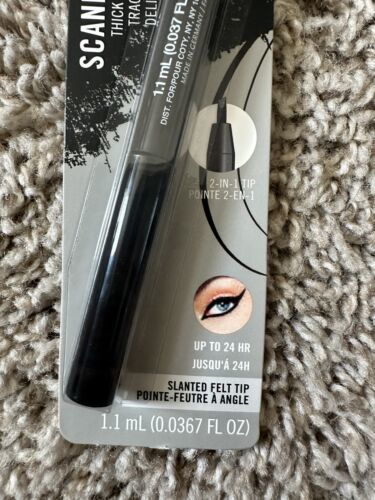 SCAND
THICK
TRAC
DELI
1.1 mL (0.037 FL O
DIST. FOR/POUR COTY, NY, NY
MADE IN GERMANY
2-IN-1 TIP
POINTE 2-EN-1
UP TO 24 HR
JUSQU'À 24H
SLANTED FELT TIP
POINTE-FEUTRE À ANGLE
1.1 mL (0.0367 FL OZ)